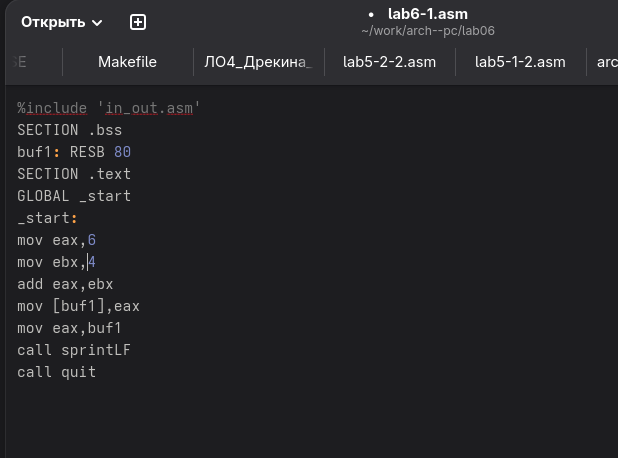 Открыть
• lab6-1.asm
~/work/arch--pc/lab06
Makefile
ЛО4_Дрекина_
lab5-2-2.asm
lab5-1-2.asm
arc
%include 'in_out.asm'
SECTION .bss
buf1: RESB 80
SECTION .text
GLOBAL _start
_start:
mov eax,6
mov ebx,4
add eax,ebx
mov [buf1],eax
mov eax,buf1
call sprintLF
call quit